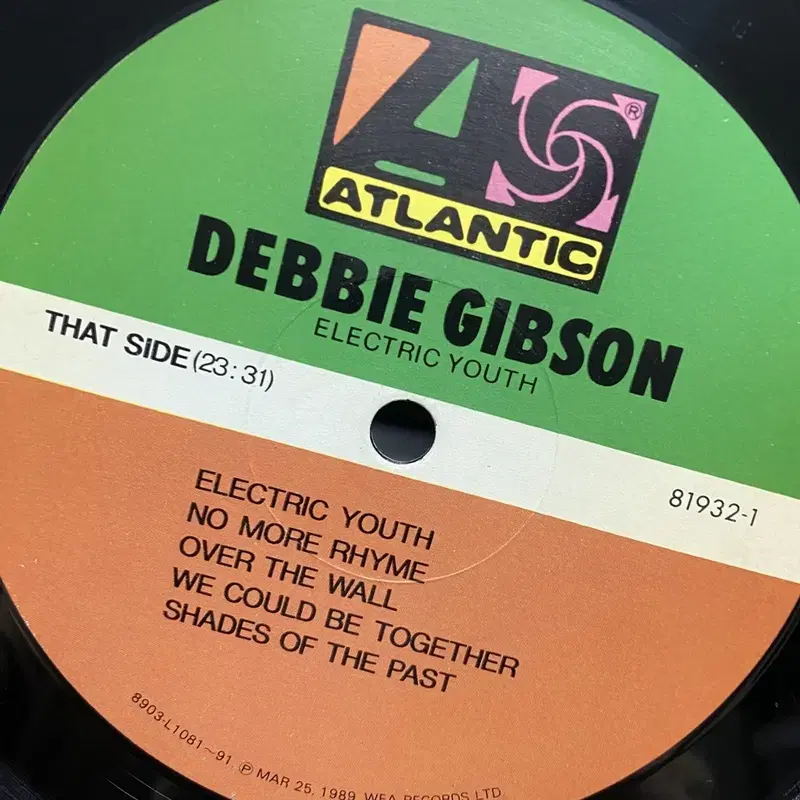 ®
ATLANTIC
DEBBIE GIBSON
ELECTRIC YOUTH
THAT SIDE (23:31)
81932-1
ELECTRIC YOUTH
NO MORE RHYME
OVER THE WALL
WE COULD BE TOGETHER
SHADES OF THE PAST
8903-L1081~91. ℗ MAR 25, 1989. WEA RECORDS LTD.